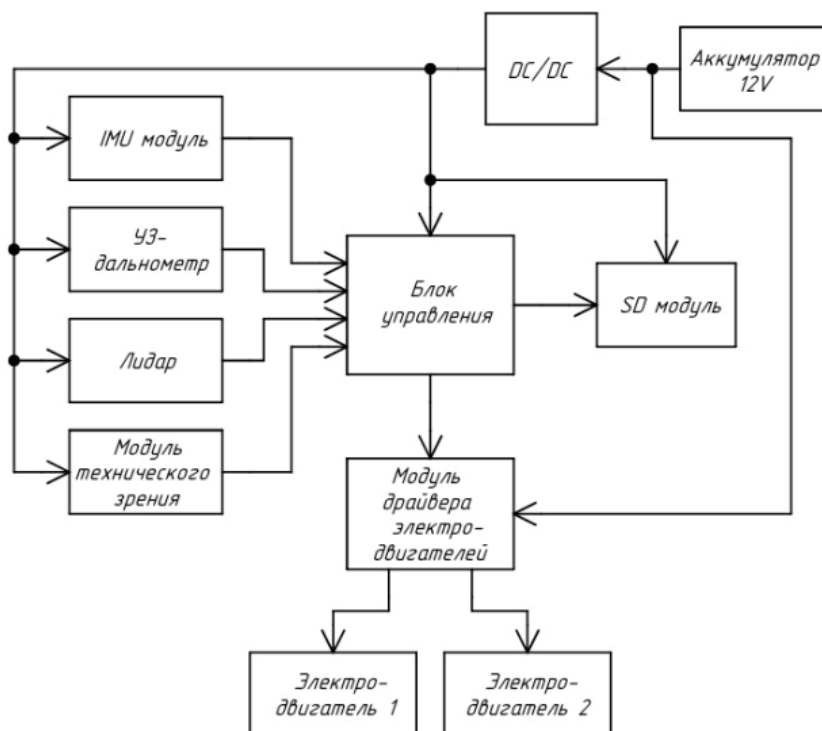 DC/DC
Аккумулятор
12V
IMU модуль
УЗ-
дальномер
Лидар
Модуль
технического
зрения
Блок
управления
SD модуль
Модуль
драйвера
электро-
двигателей
Электро-
двигатель 1
Электро-
двигатель 2